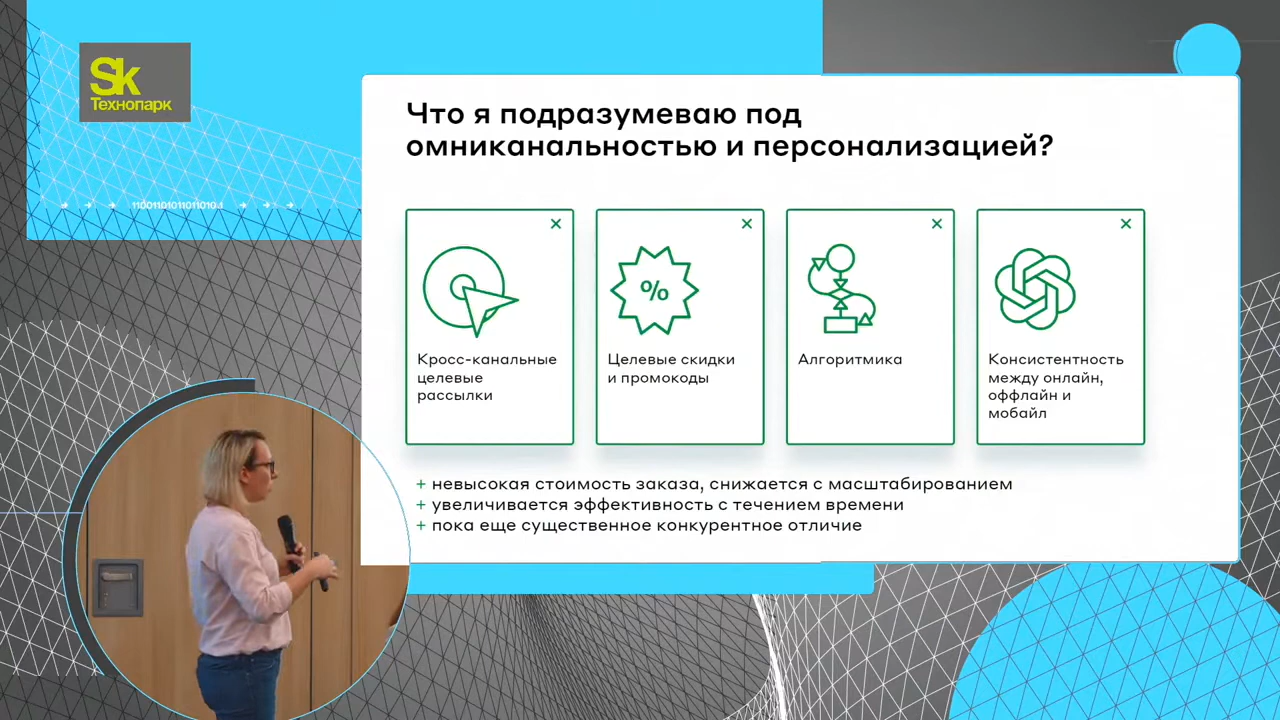 Sk
Технопарк
Что я подразумеваю под
омниканальностью и персонализацией?
%
Кросс-канальные
целевые
рассылки
Целевые скидки
и промокоды
Алгоритмика
Консистентность
между онлайн,
оффлайн и
мобайл
+ невысокая стоимость заказа, снижается с масштабированием
+ увеличивается эффективность с течением времени
+ пока еще существенное конкурентное отличие